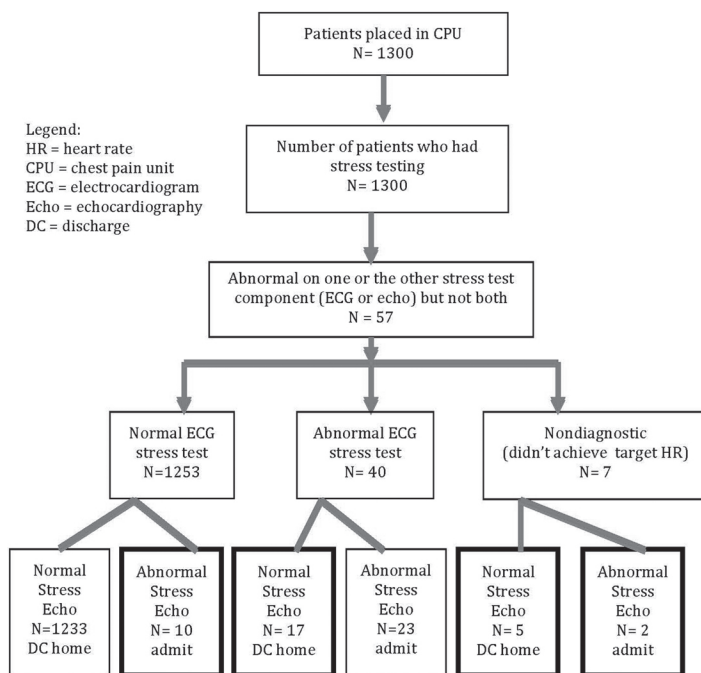 Patients placed in CPU
N= 1300
Legend:
HR = heart rate
CPU = chest pain unit
ECG = electrocardiogram
Echo = echocardiography
DC = discharge
Number of patients who had
stress testing
N= 1300
Abnormal on one or the other stress test
component (ECG or echo) but not both
N = 57
Normal ECG
stress test
N=1253
Abnormal ECG
stress test
N= 40
Nondiagnostic
(didn't achieve target HR)
N= 7
Normal
Stress
Echo
N=1233
DC home
Abnormal
Stress
Echo
N= 10
admit
Normal
Stress
Echo
N= 17
DC home
Abnormal
Stress
Echo
N=23
admit
Normal
Stress
Echo
N= 5
DC home
Abnormal
Stress
Echo
N= 2
admit